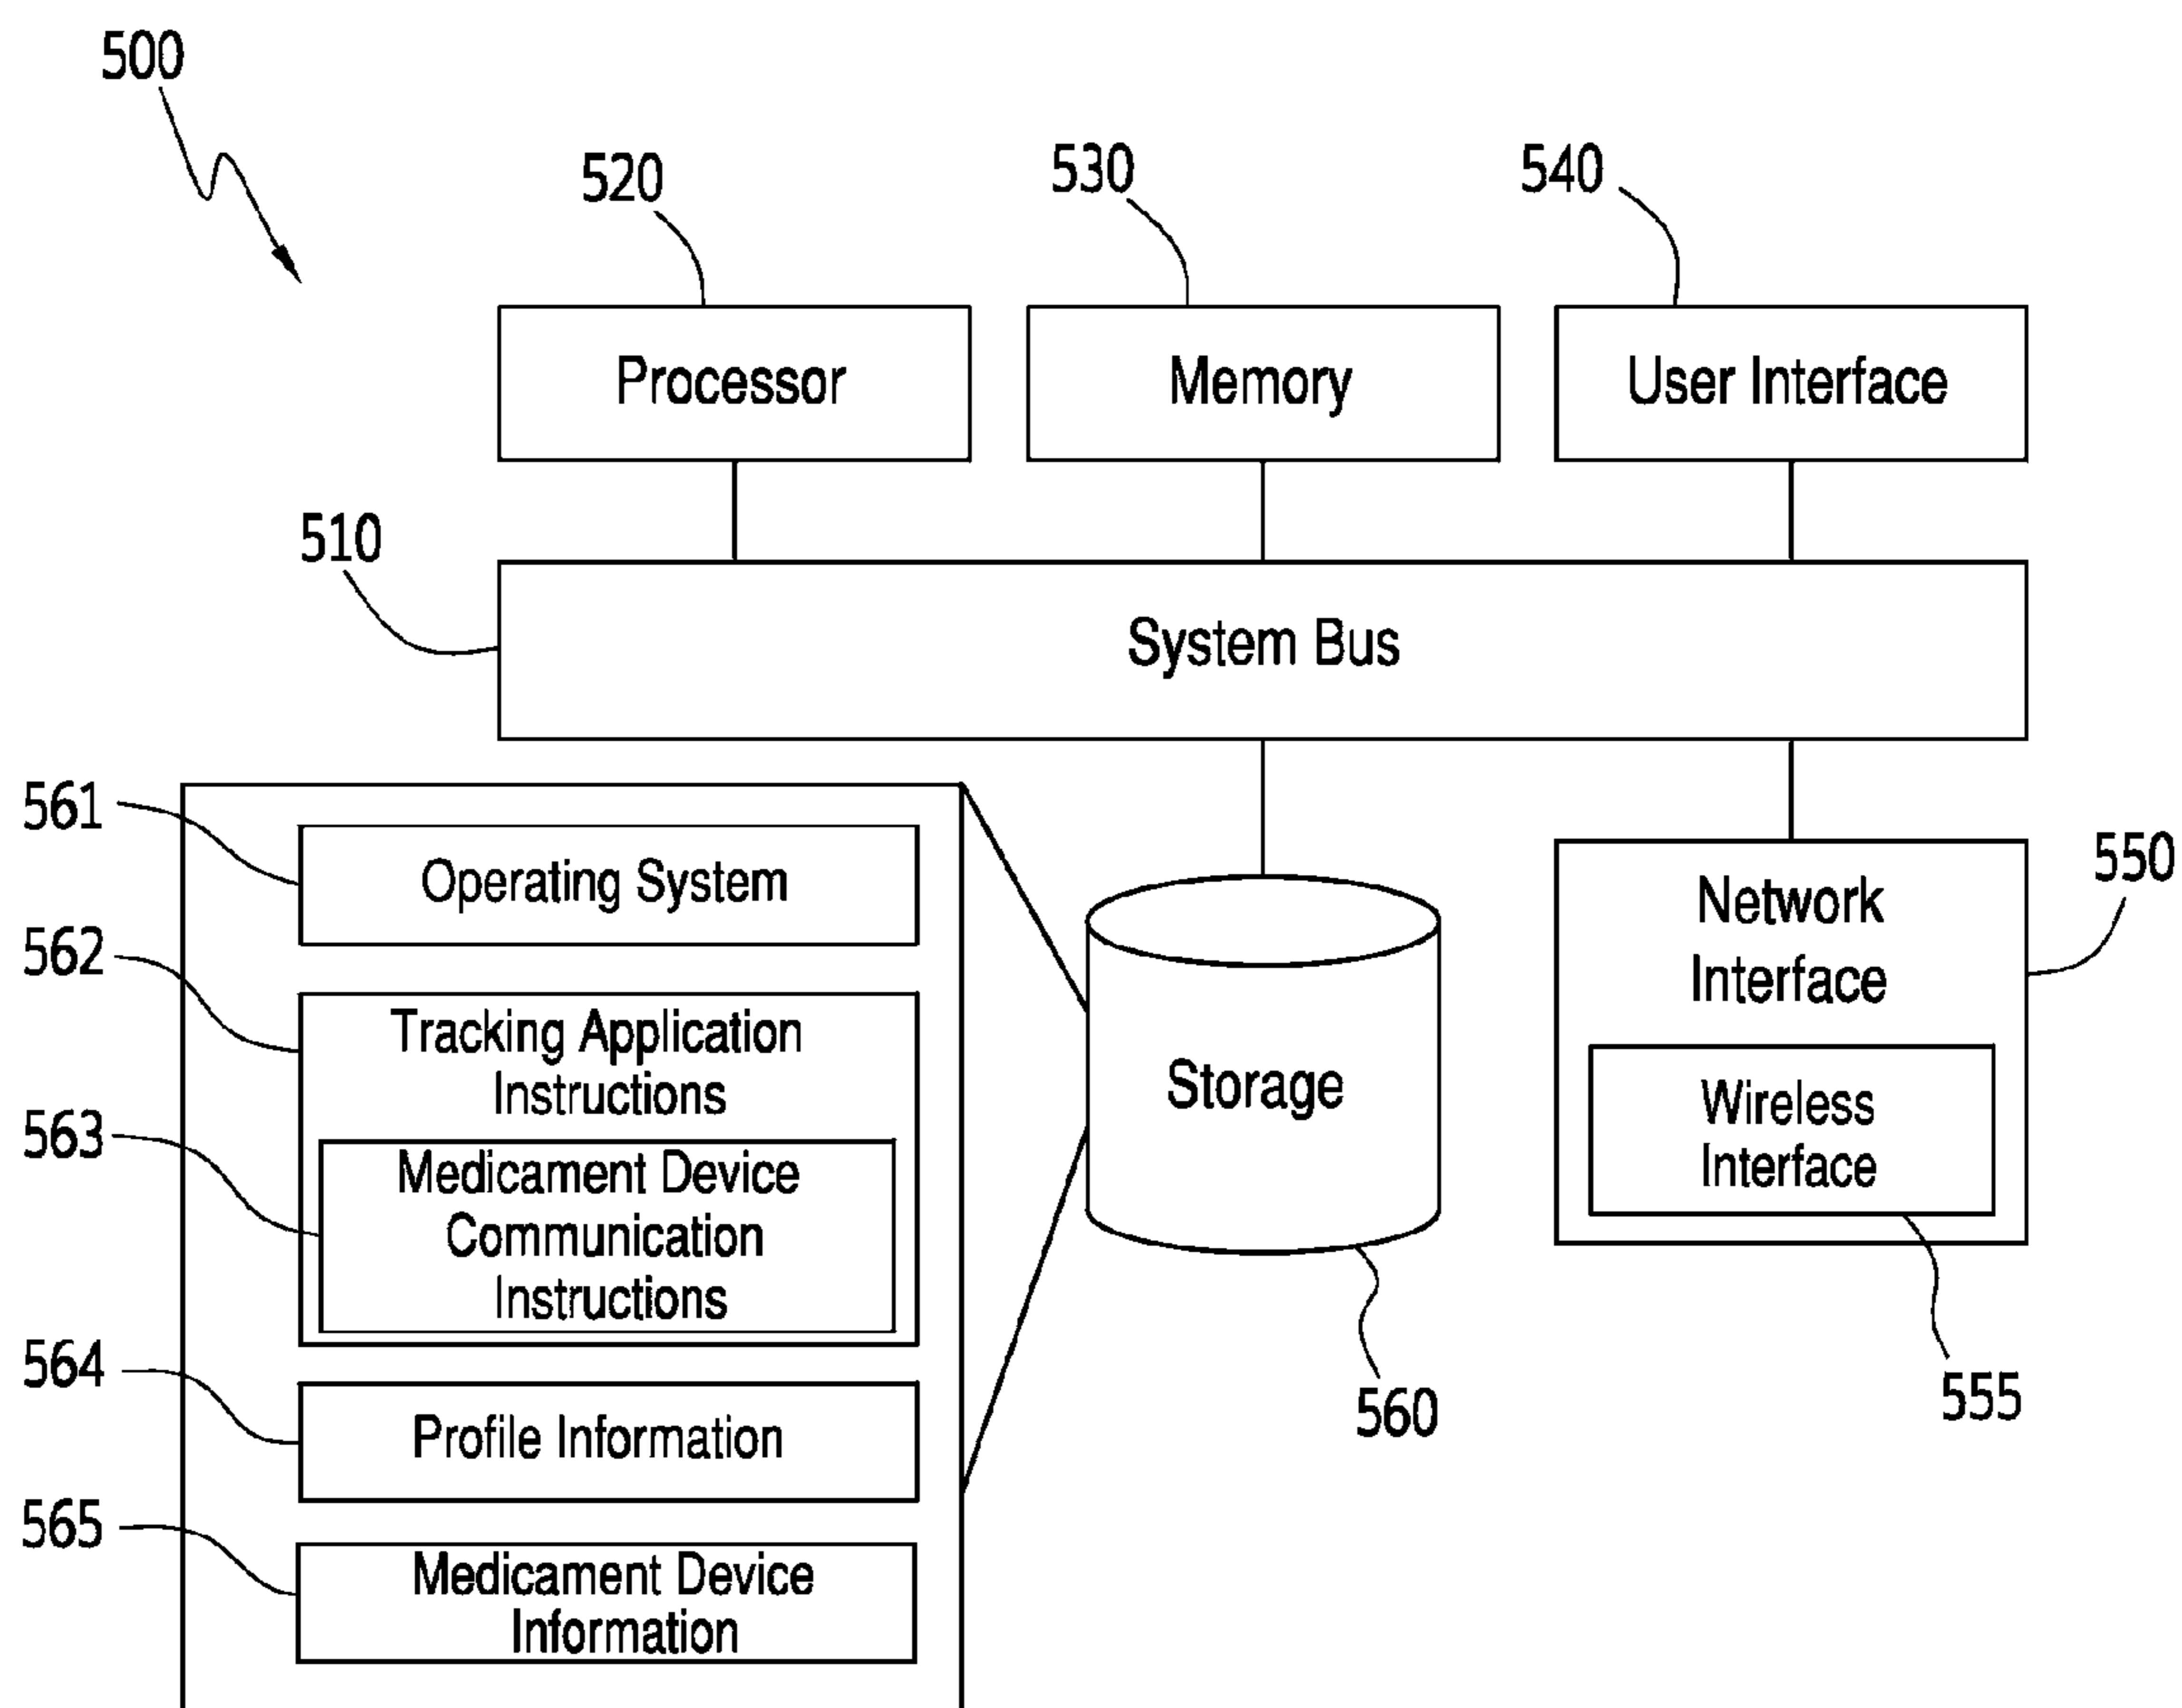 500
520
530
540
Processor
Memory
User Interface
510
System Bus
561
Operating System
550
Network
Interface
562
Tracking Application
Instructions
Storage
Wireless
Interface
563
Medicament Device
Communication
Instructions
564
Profile Information
560
555
565
Medicament Device
Information